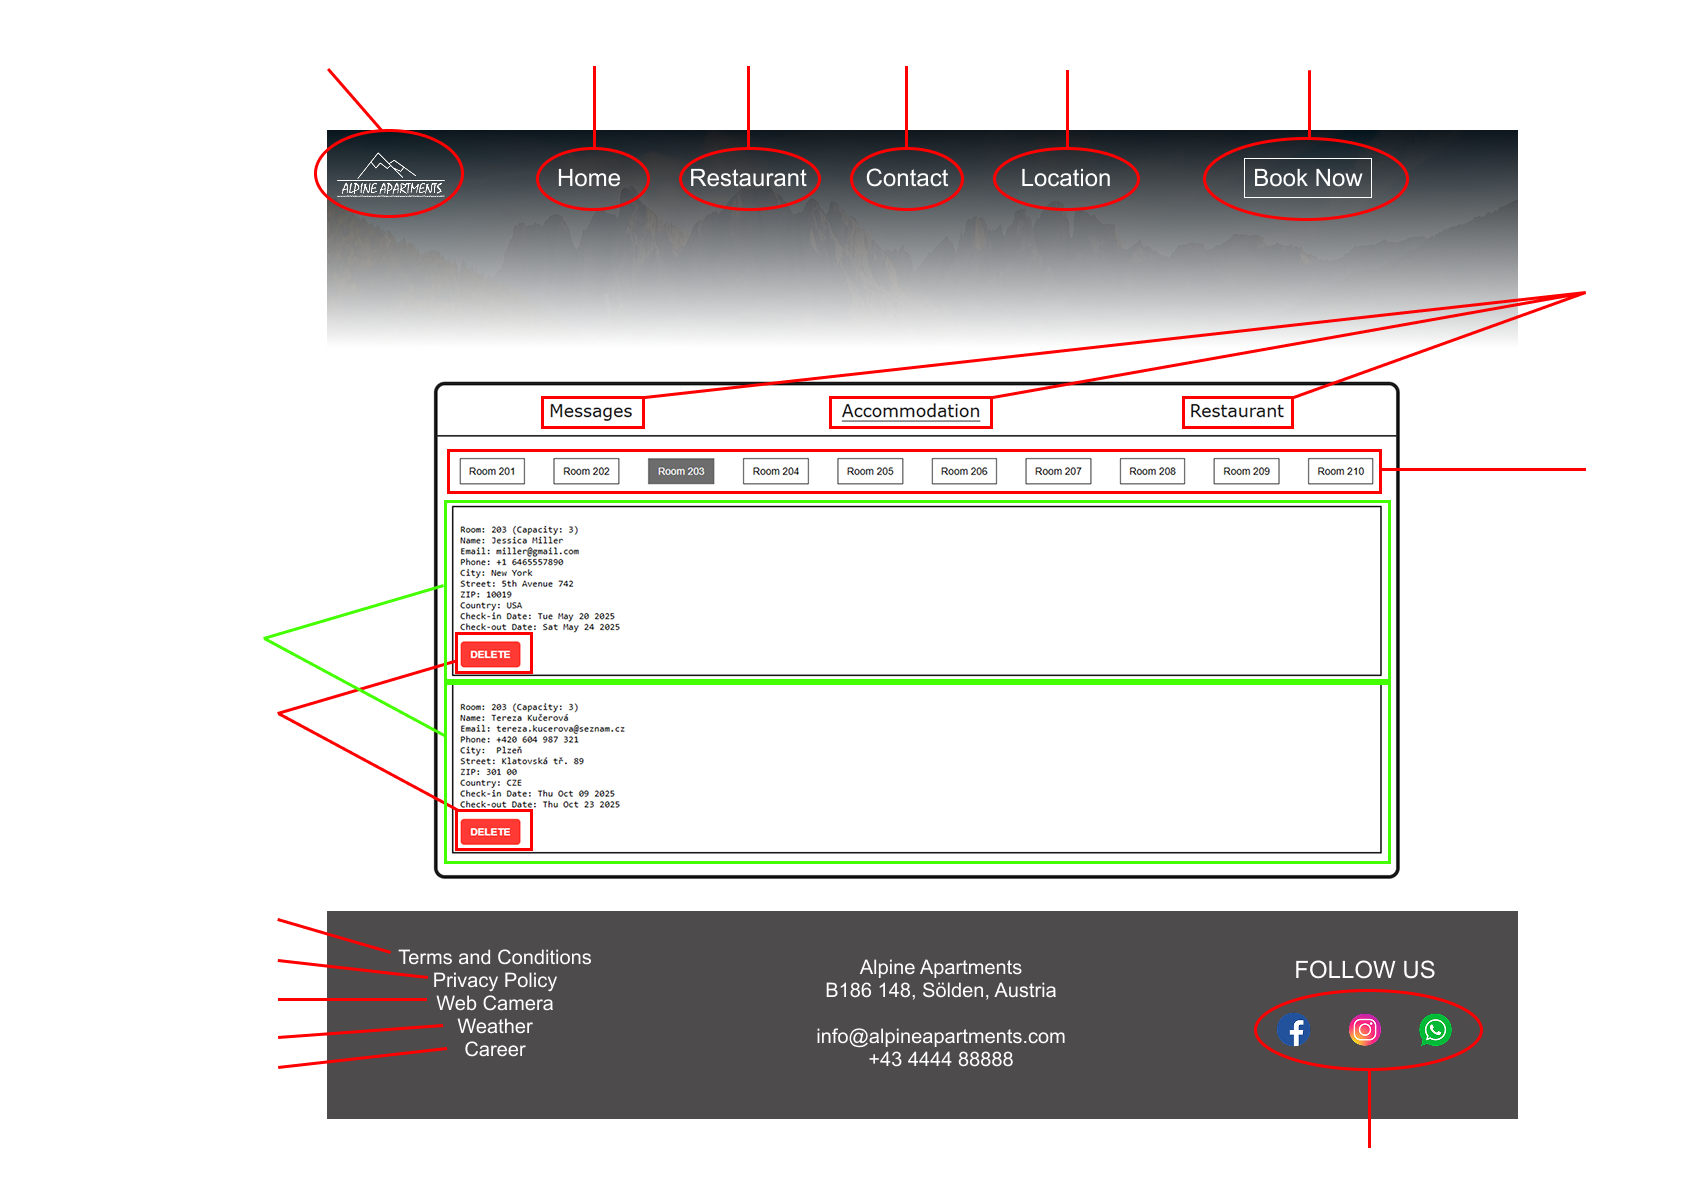 ALPINE APARTMENTS
Home
Restaurant
Contact
Location
Book Now
Messages
Accommodation
Restaurant
Room 201
Room 202
Room 203
Room 204
Room 205
Room 206
Room 207
Room 208
Room 209
Room 210
Room: 203 (Capacity: 3)
Name: Jessica Miller
Email: miller@gmail.com
Phone: +1 6465557890
City: New York
Street: 5th Avenue 742
ZIP: 10019
Country: USA
Check-in Date: Tue May 20 2025
Check-out Date: Sat May 24 2025
DELETE
Room: 203 (Capacity: 3)
Name: Tereza Kučerová
Email: tereza.kucerova@seznam.cz
Phone: +420 604 987 321
City:  Plzeň
Street: Klatovská tř. 89
ZIP: 301 00
Country: CZE
Check-in Date: Thu Oct 09 2025
Check-out Date: Thu Oct 23 2025
DELETE
Terms and Conditions
Privacy Policy
Web Camera
Weather
Career
Alpine Apartments
B186 148, Sölden, Austria
info@alpineapartments.com
+43 4444 88888
FOLLOW US